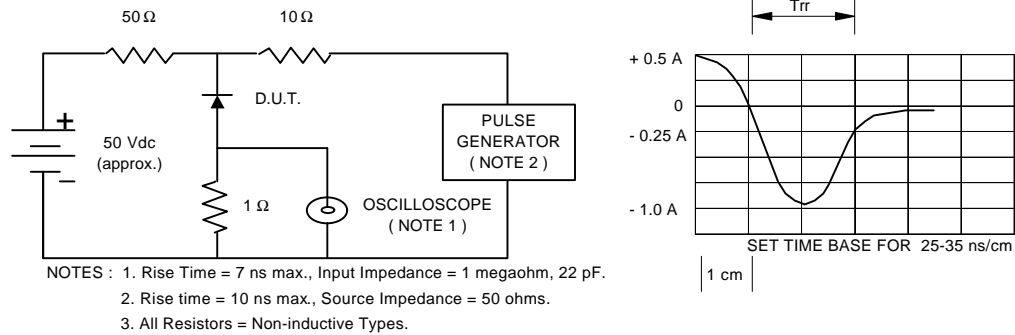 50 Ω
10 Ω
Trr
+ 0.5 A
D.U.T.
+
50 Vdc
(approx.)
PULSE
GENERATOR
( NOTE 2 )
0
- 0.25 A
1 Ω
OSCILLOSCOPE
( NOTE 1 )
- 1.0 A
SET TIME BASE FOR 25-35 ns/cm
1 cm
NOTES : 1. Rise Time = 7 ns max., Input Impedance = 1 megaohm, 22 pF.
2. Rise time = 10 ns max., Source Impedance = 50 ohms.
3. All Resistors = Non-inductive Types.